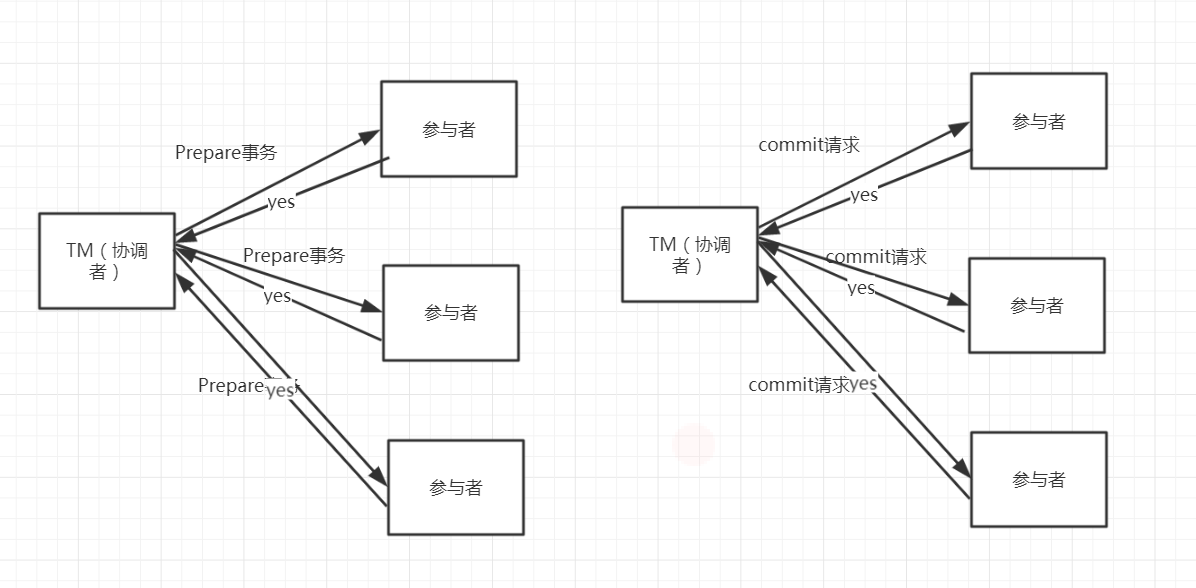 参与者
Prepare事务
yes
TM（协调
者）
Prepare事务
yes
参与者
Prepare
yes
参与者
参与者
commit请求
yes
TM（协调
者）
commit请求
yes
参与者
commit请求
yes
参与者